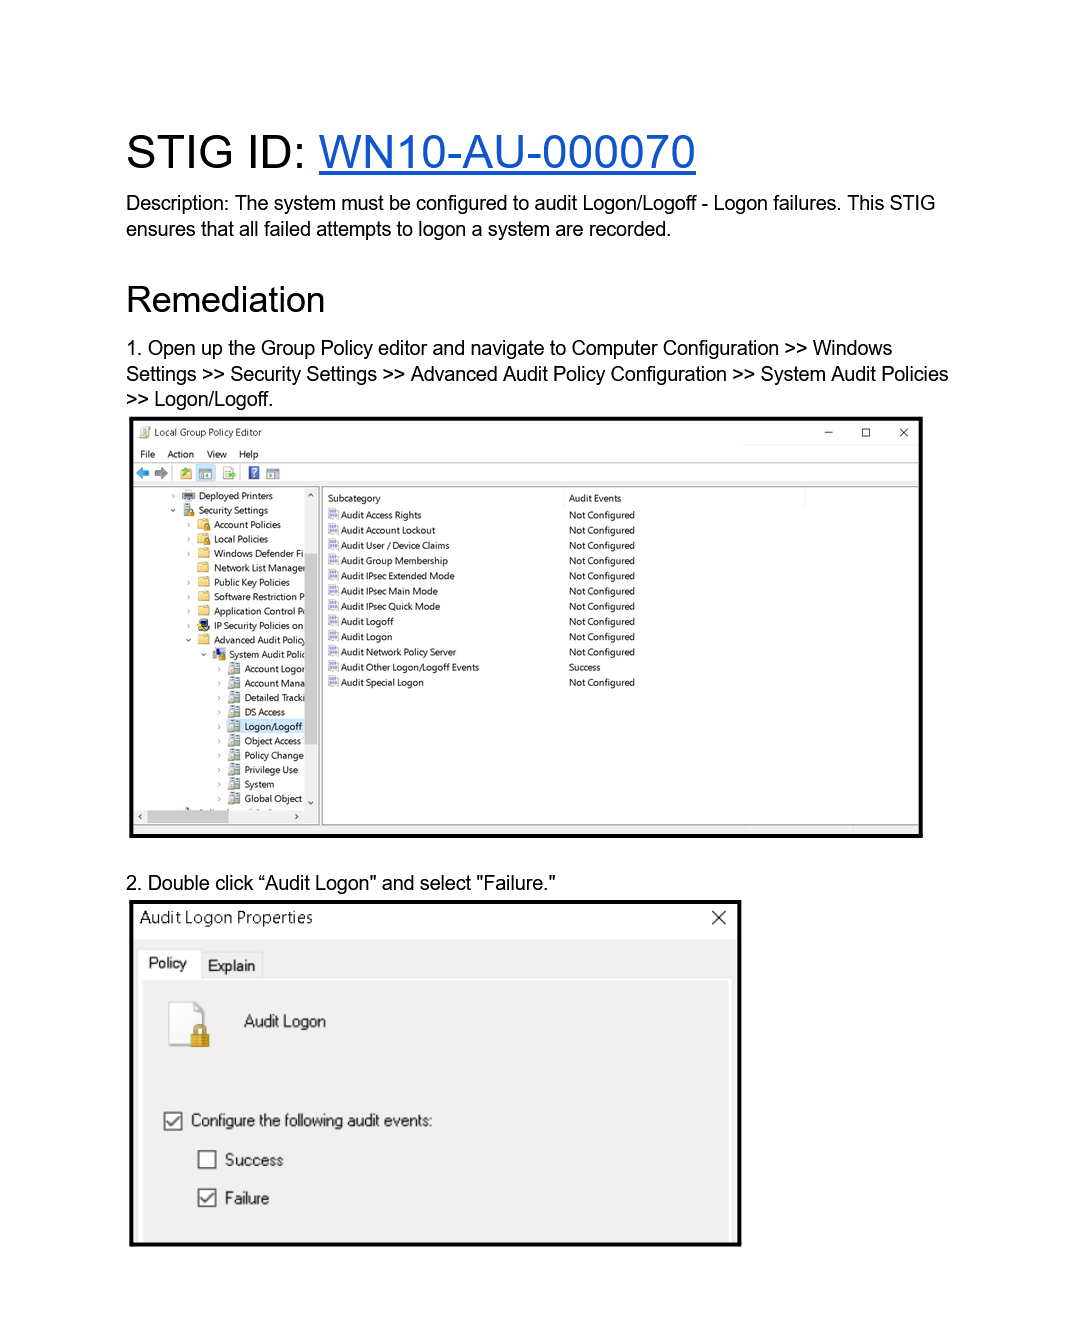 STIG ID: WN10-AU-000070
Description: The system must be configured to audit Logon/Logoff - Logon failures. This STIG
ensures that all failed attempts to logon a system are recorded.
Remediation
1. Open up the Group Policy editor and navigate to Computer Configuration >> Windows
Settings >> Security Settings >> Advanced Audit Policy Configuration >> System Audit Policies
>> Logon/Logoff.
Local Group Policy Editor
File Action View Help
Deployed Printers
Security Settings
Account Policies
Local Policies
Windows Defender Fi
Network List Manager
Public Key Policies
Software Restriction P
Application Control Po
IP Security Policies on
Advanced Audit Policy
System Audit Polic
Account Logon
Account Mana
Detailed Tracki
DS Access
Logon/Logoff
Object Access
Policy Change
Privilege Use
System
Global Object
Subcategory Audit Events
Audit Access Rights Not Configured
Audit Account Lockout Not Configured
Audit User / Device Claims Not Configured
Audit Group Membership Not Configured
Audit IPsec Extended Mode Not Configured
Audit IPsec Main Mode Not Configured
Audit IPsec Quick Mode Not Configured
Audit Logoff Not Configured
Audit Logon Not Configured
Audit Network Policy Server Not Configured
Audit Other Logon/Logoff Events Success
Audit Special Logon Not Configured
2. Double click “Audit Logon" and select "Failure."
Audit Logon Properties
Policy Explain
Audit Logon
Configure the following audit events:
Success
Failure